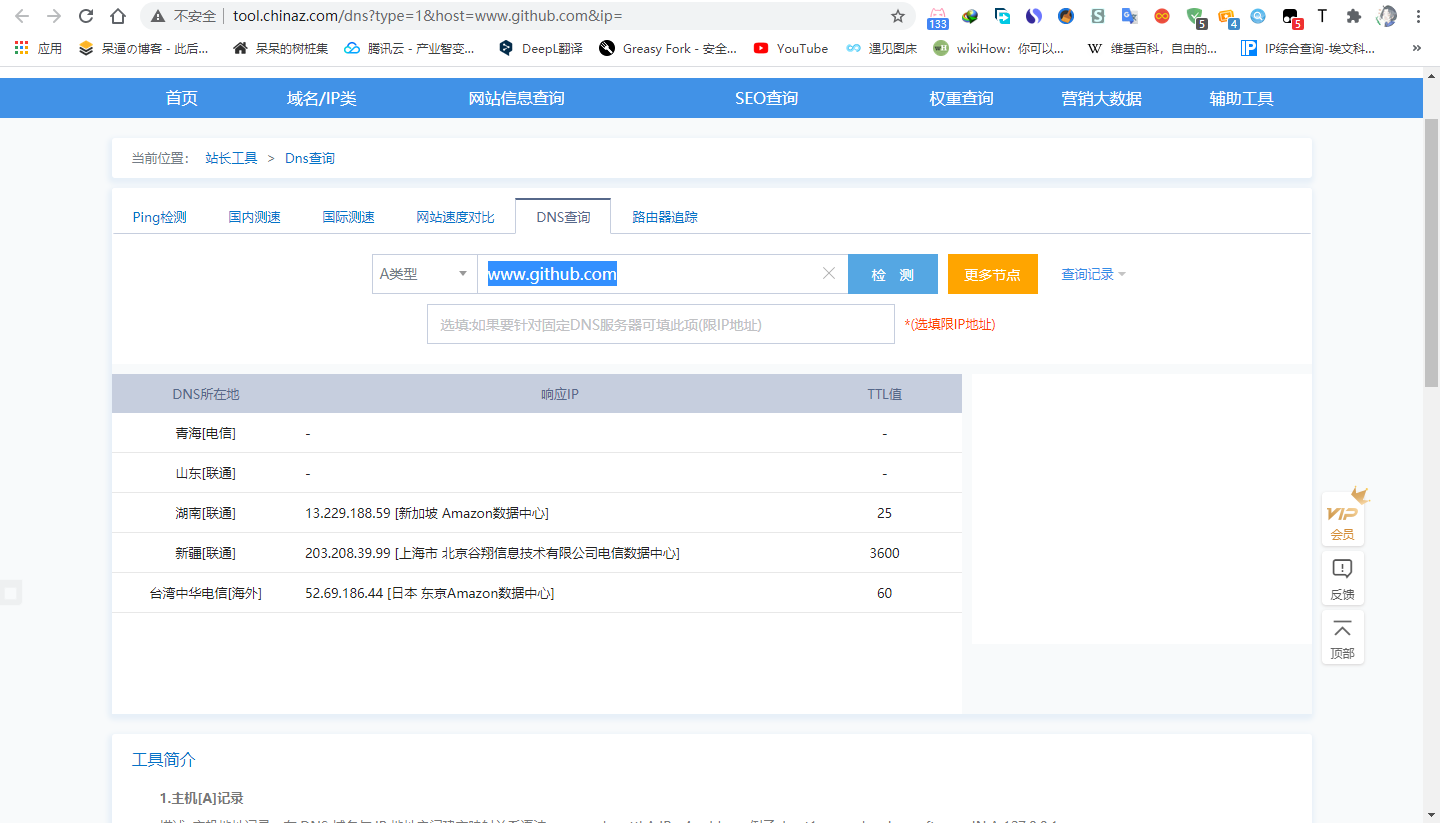 不安全 | tool.chinaz.com/dns?type=1&host=www.github.com&ip=
133 5 4 5 T
应用 呆逼の博客 - 此后... 呆呆的树桩集 腾讯云 - 产业智变... DeepL翻译 Greasy Fork - 安全... YouTube 遇见图床 wikiHow：你可以... 维基百科，自由的... IP综合查询-埃文科... »
首页 域名/IP类 网站信息查询 SEO查询 权重查询 营销大数据 辅助工具
当前位置： 站长工具 > Dns查询
Ping检测 国内测速 国际测速 网站速度对比 DNS查询 路由器追踪
A类型 www.github.com 检 测 更多节点 查询记录
选填:如果要针对固定DNS服务器可填此项(限IP地址) *(选填限IP地址)
DNS所在地 响应IP TTL值
青海[电信] - -
山东[联通] - -
湖南[联通] 13.229.188.59 [新加坡 Amazon数据中心] 25
新疆[联通] 203.208.39.99 [上海市 北京谷翔信息技术有限公司电信数据中心] 3600
台湾中华电信[海外] 52.69.186.44 [日本 东京Amazon数据中心] 60
VIP
会员
反馈
顶部
工具简介
1.主机[A]记录